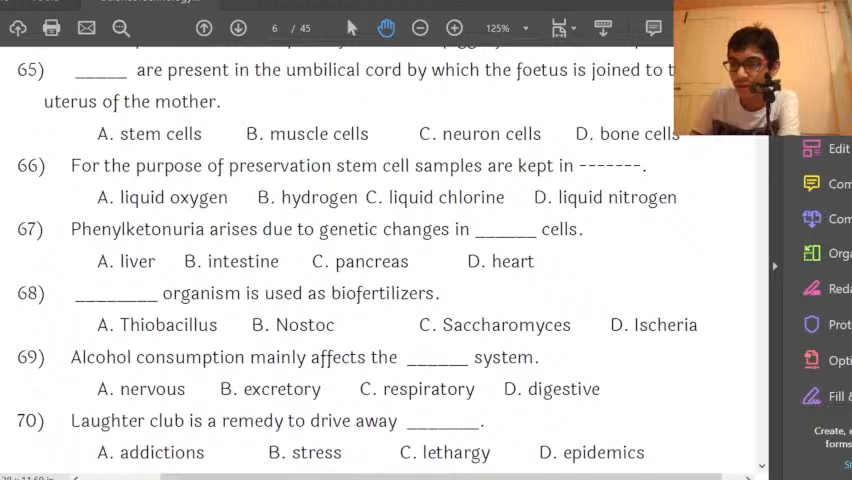 6 / 45
125%
65) _____ are present in the umbilical cord by which the foetus is joined to
uterus of the mother.
A. stem cells B. muscle cells C. neuron cells D. bone cells
66) For the purpose of preservation stem cell samples are kept in -------.
A. liquid oxygen B. hydrogen C. liquid chlorine D. liquid nitrogen
67) Phenylketonuria arises due to genetic changes in ______ cells.
A. liver B. intestine C. pancreas D. heart
68) ________ organism is used as biofertilizers.
A. Thiobacillus B. Nostoc C. Saccharomyces D. Ischeria
69) Alcohol consumption mainly affects the ______ system.
A. nervous B. excretory C. respiratory D. digestive
70) Laughter club is a remedy to drive away _______.
A. addictions B. stress C. lethargy D. epidemics
Edit
Com
Com
Orga
Reda
Prot
Opti
Fill &
Create, e
forms